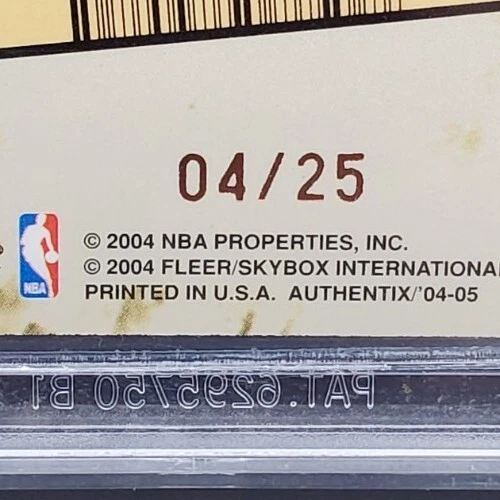 04/25
© 2004 NBA PROPERTIES, INC.
© 2004 FLEER/SKYBOX INTERNATIONAL
NBA
PRINTED IN U.S.A. AUTHENTIX/'04-05
PAT. 6295750 B1